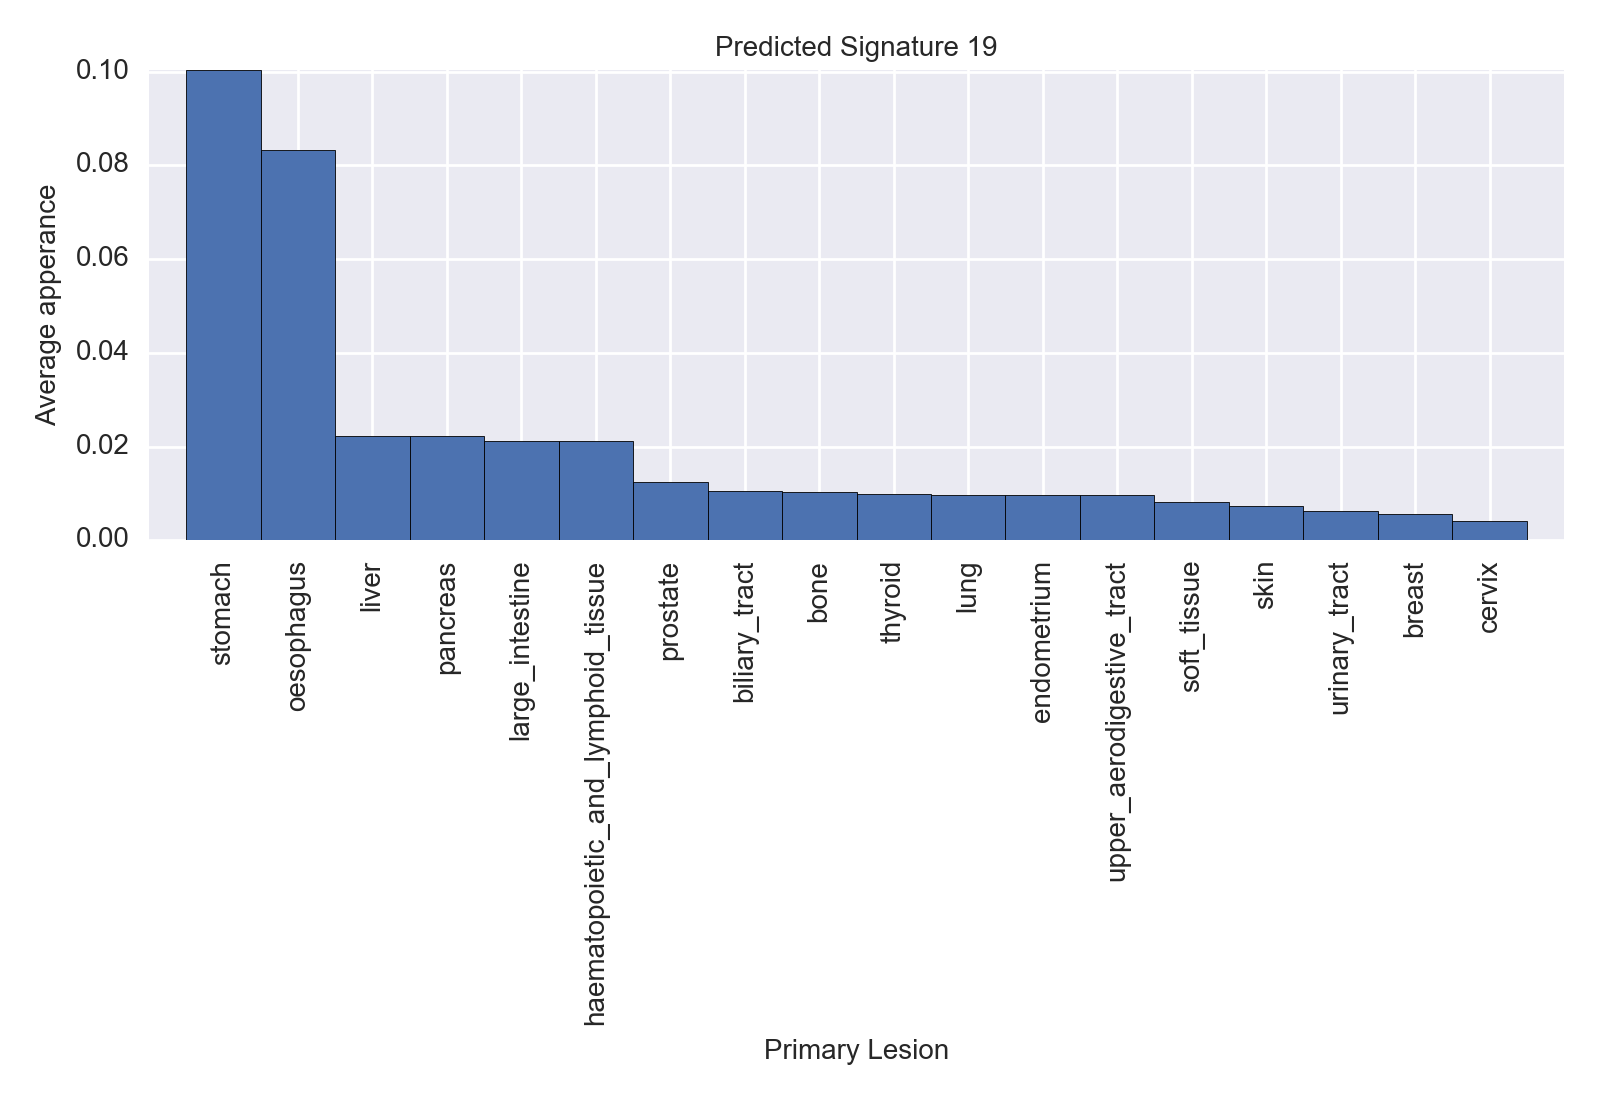 Predicted Signature 19
Average apperance
0.10
0.08
0.06
0.04
0.02
0.00
stomach
oesophagus
liver
pancreas
large_intestine
haematopoietic_and_lymphoid_tissue
prostate
biliary_tract
bone
thyroid
lung
endometrium
upper_aerodigestive_tract
soft_tissue
skin
urinary_tract
breast
cervix
Primary Lesion